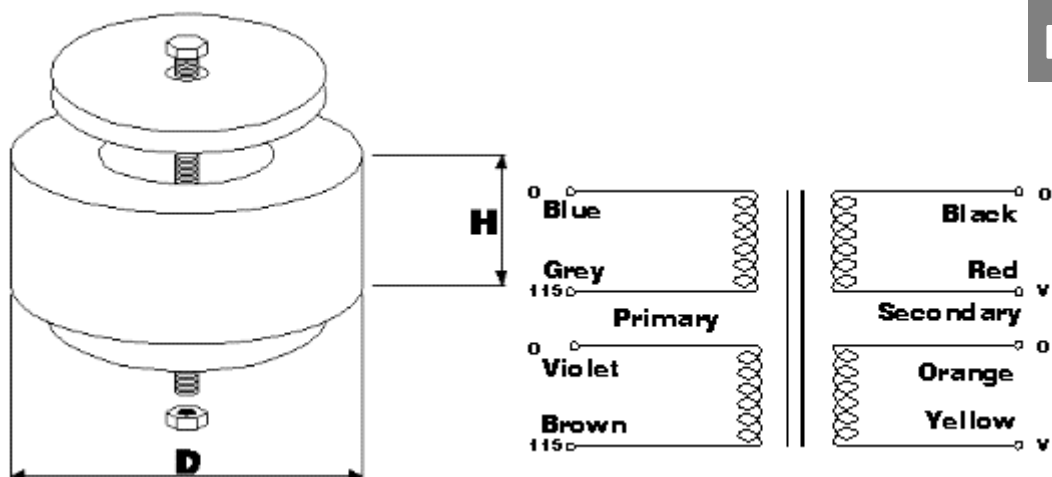 H
D
0
Blue
Grey
115
Primary
0
Violet
Brown
115
0
Black
Red
V
Secondary
0
Orange
Yellow
V